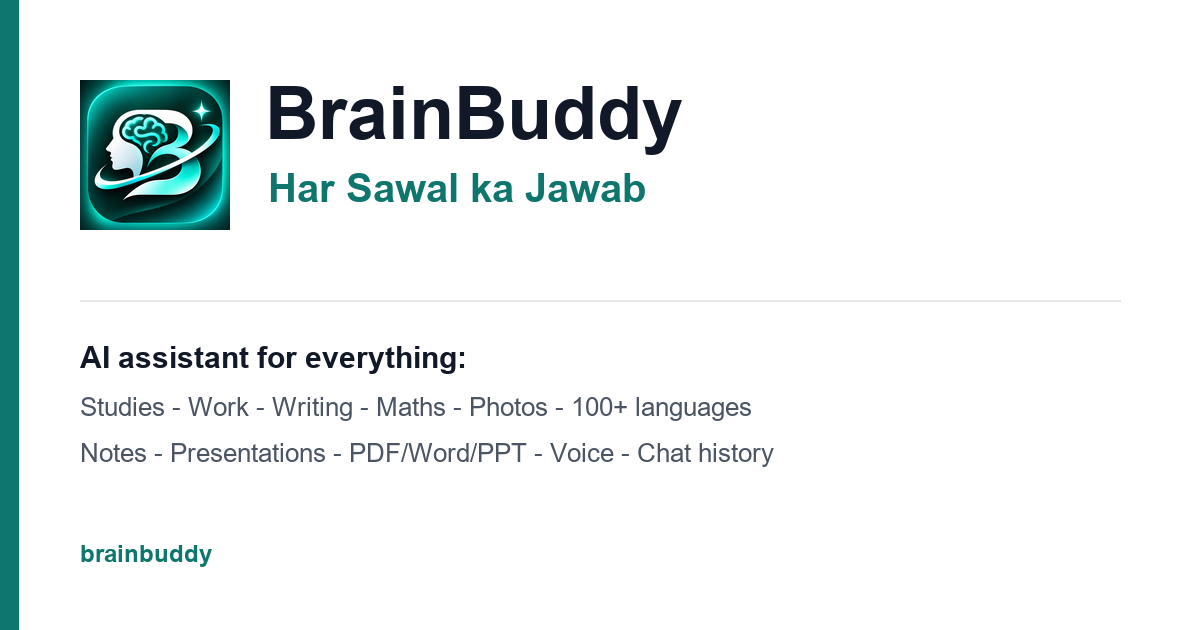 BrainBuddy
Har Sawal ka Jawab
AI assistant for everything:
Studies - Work - Writing - Maths - Photos - 100+ languages
Notes - Presentations - PDF/Word/PPT - Voice - Chat history
brainbuddy